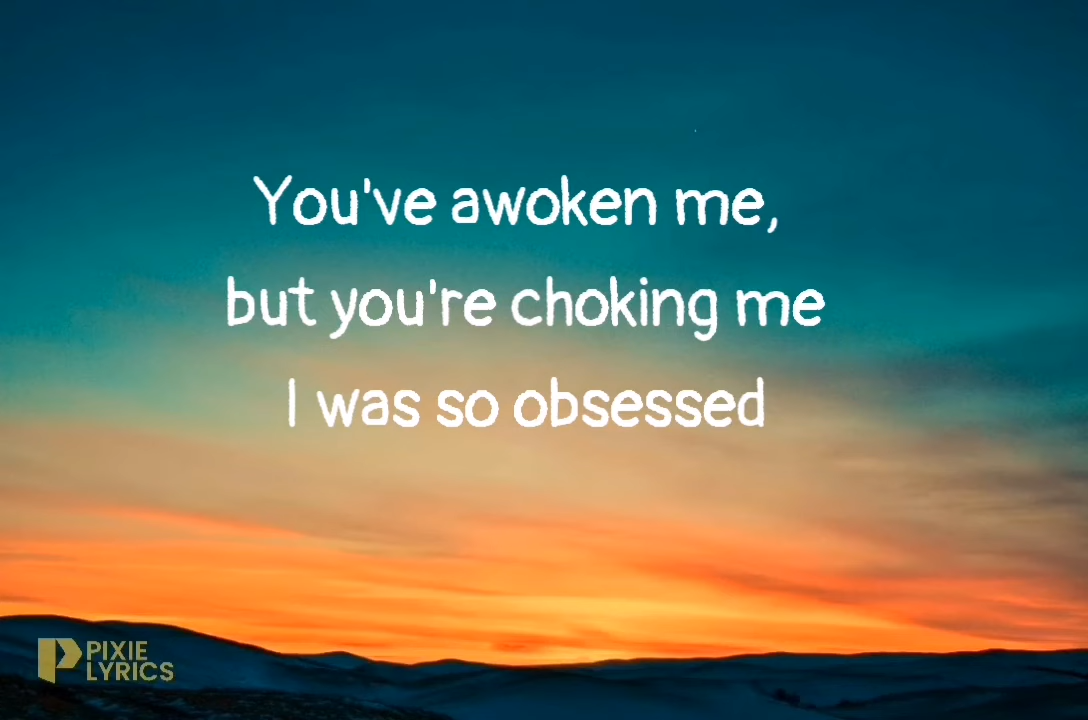 You've awoken me,
but you're choking me
I was so obsessed
PIXIE
LYRICS